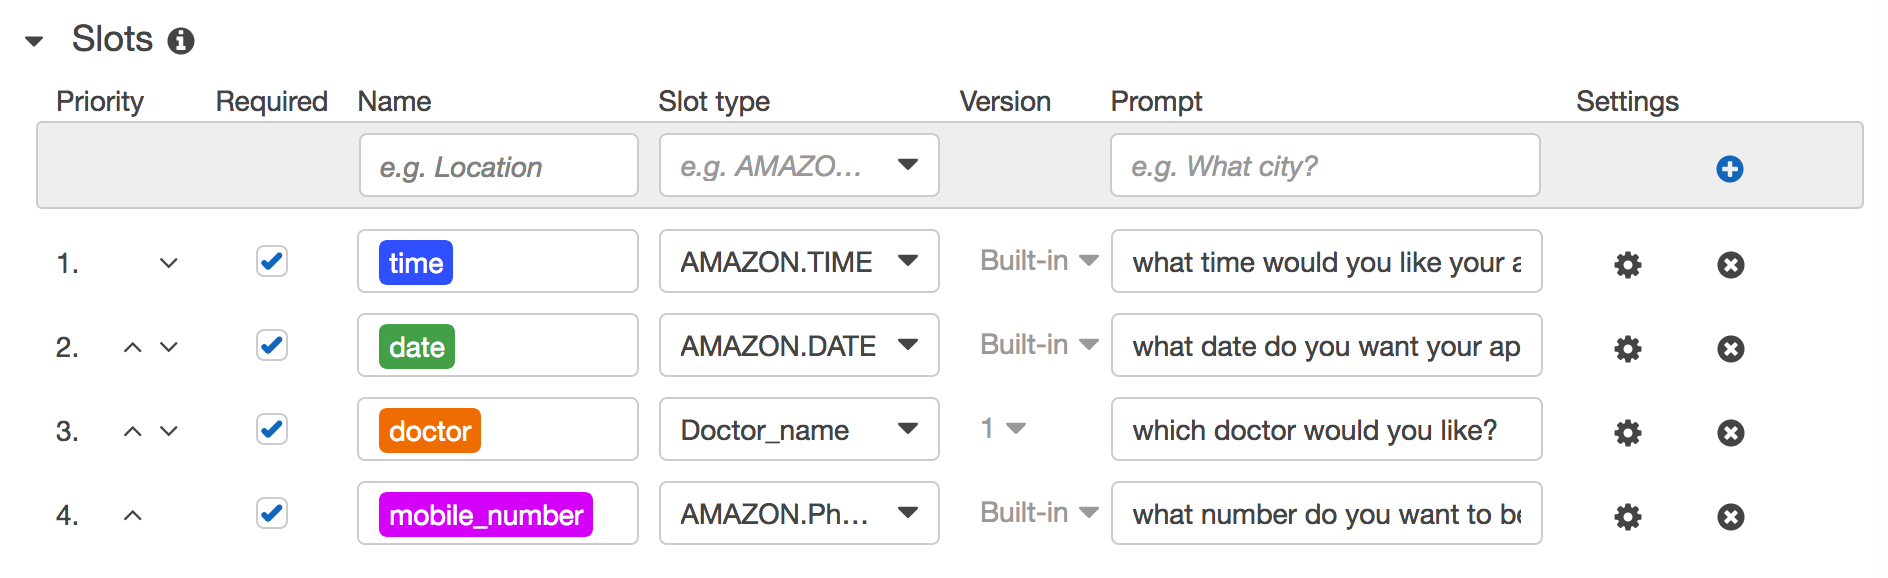 Slots
Priority Required Name Slot type Version Prompt Settings
e.g. Location e.g. AMAZO... e.g. What city?
1. time AMAZON.TIME Built-in what time would you like your a
2. date AMAZON.DATE Built-in what date do you want your ap
3. doctor Doctor_name 1 which doctor would you like?
4. mobile_number AMAZON.Ph... Built-in what number do you want to be